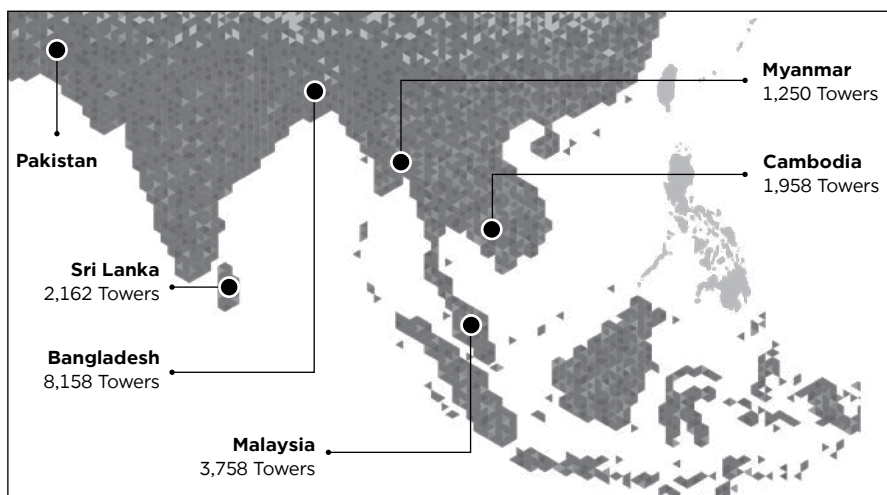 Myanmar
1,250 Towers
Pakistan
Cambodia
1,958 Towers
Sri Lanka
2,162 Towers
Bangladesh
8,158 Towers
Malaysia
3,758 Towers